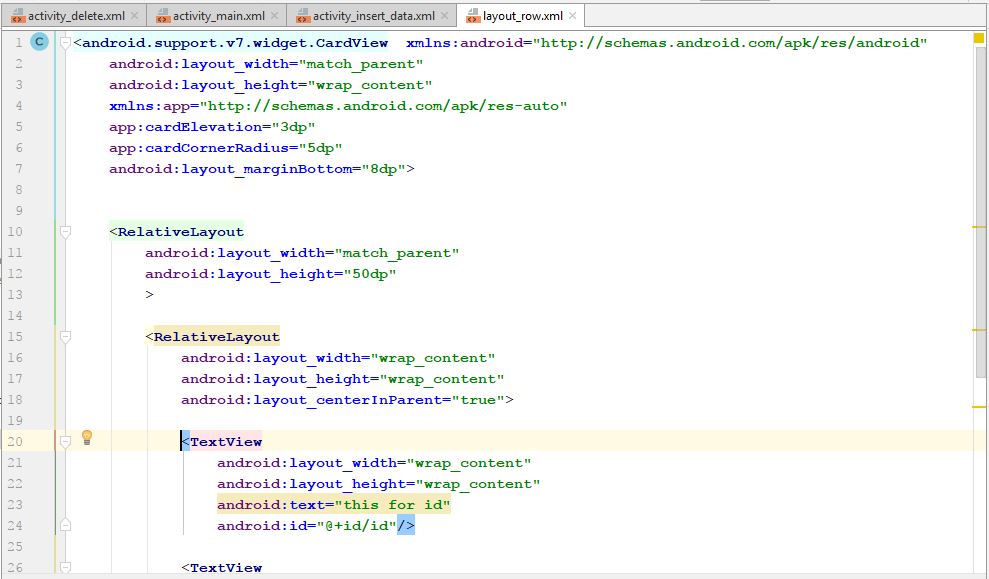 activity_delete.xml activity_main.xml activity_insert_data.xml layout_row.xml
1 C <android.support.v7.widget.CardView xmlns:android="http://schemas.android.com/apk/res/android"
2 android:layout_width="match_parent"
3 android:layout_height="wrap_content"
4 xmlns:app="http://schemas.android.com/apk/res-auto"
5 app:cardElevation="3dp"
6 app:cardCornerRadius="5dp"
7 android:layout_marginBottom="8dp">
8
9
10 <RelativeLayout
11 android:layout_width="match_parent"
12 android:layout_height="50dp"
13 >
14
15 <RelativeLayout
16 android:layout_width="wrap_content"
17 android:layout_height="wrap_content"
18 android:layout_centerInParent="true">
19
20 <TextView
21 android:layout_width="wrap_content"
22 android:layout_height="wrap_content"
23 android:text="this for id"
24 android:id="@+id/id"/>
25
26 <TextView